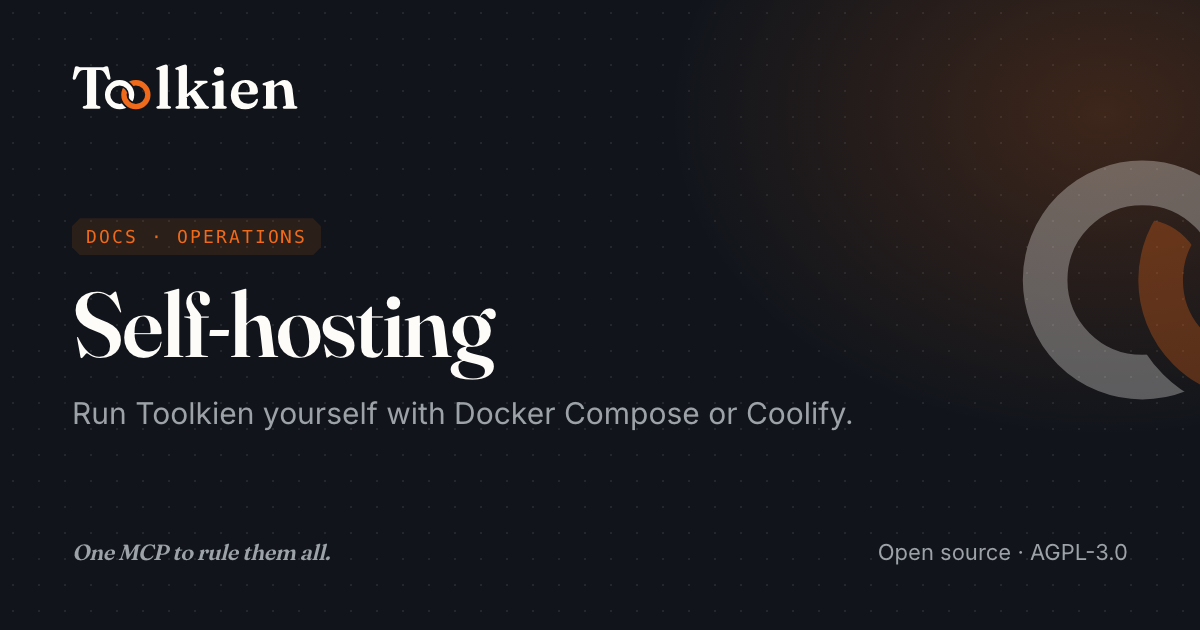 Toolkien
DOCS · OPERATIONS
Self-hosting
Run Toolkien yourself with Docker Compose or Coolify.
One MCP to rule them all.
Open source · AGPL-3.0